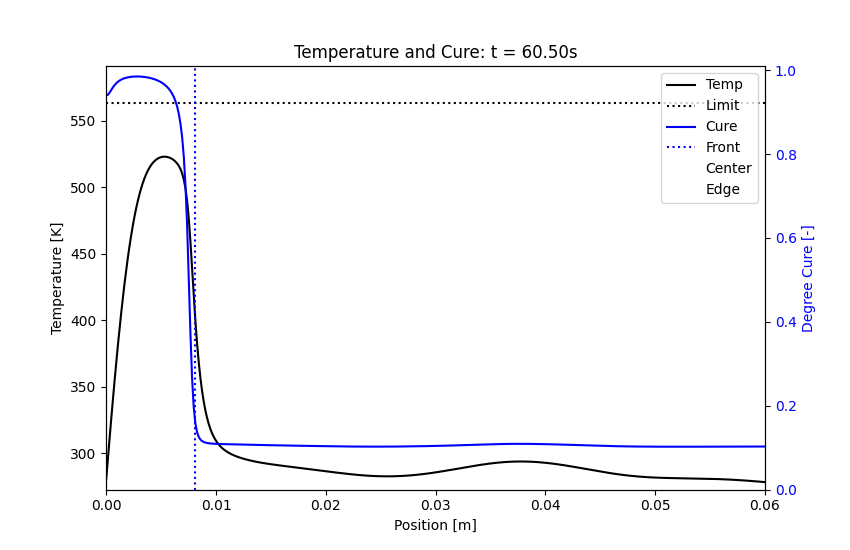 Temperature and Cure: t = 60.50s
Temp
Limit
Cure
Front
Center
Edge
Temperature [K]
550
500
450
400
350
300
Degree Cure [-]
1.0
0.8
0.6
0.4
0.2
0.0
0.00 0.01 0.02 0.03 0.04 0.05 0.06
Position [m]